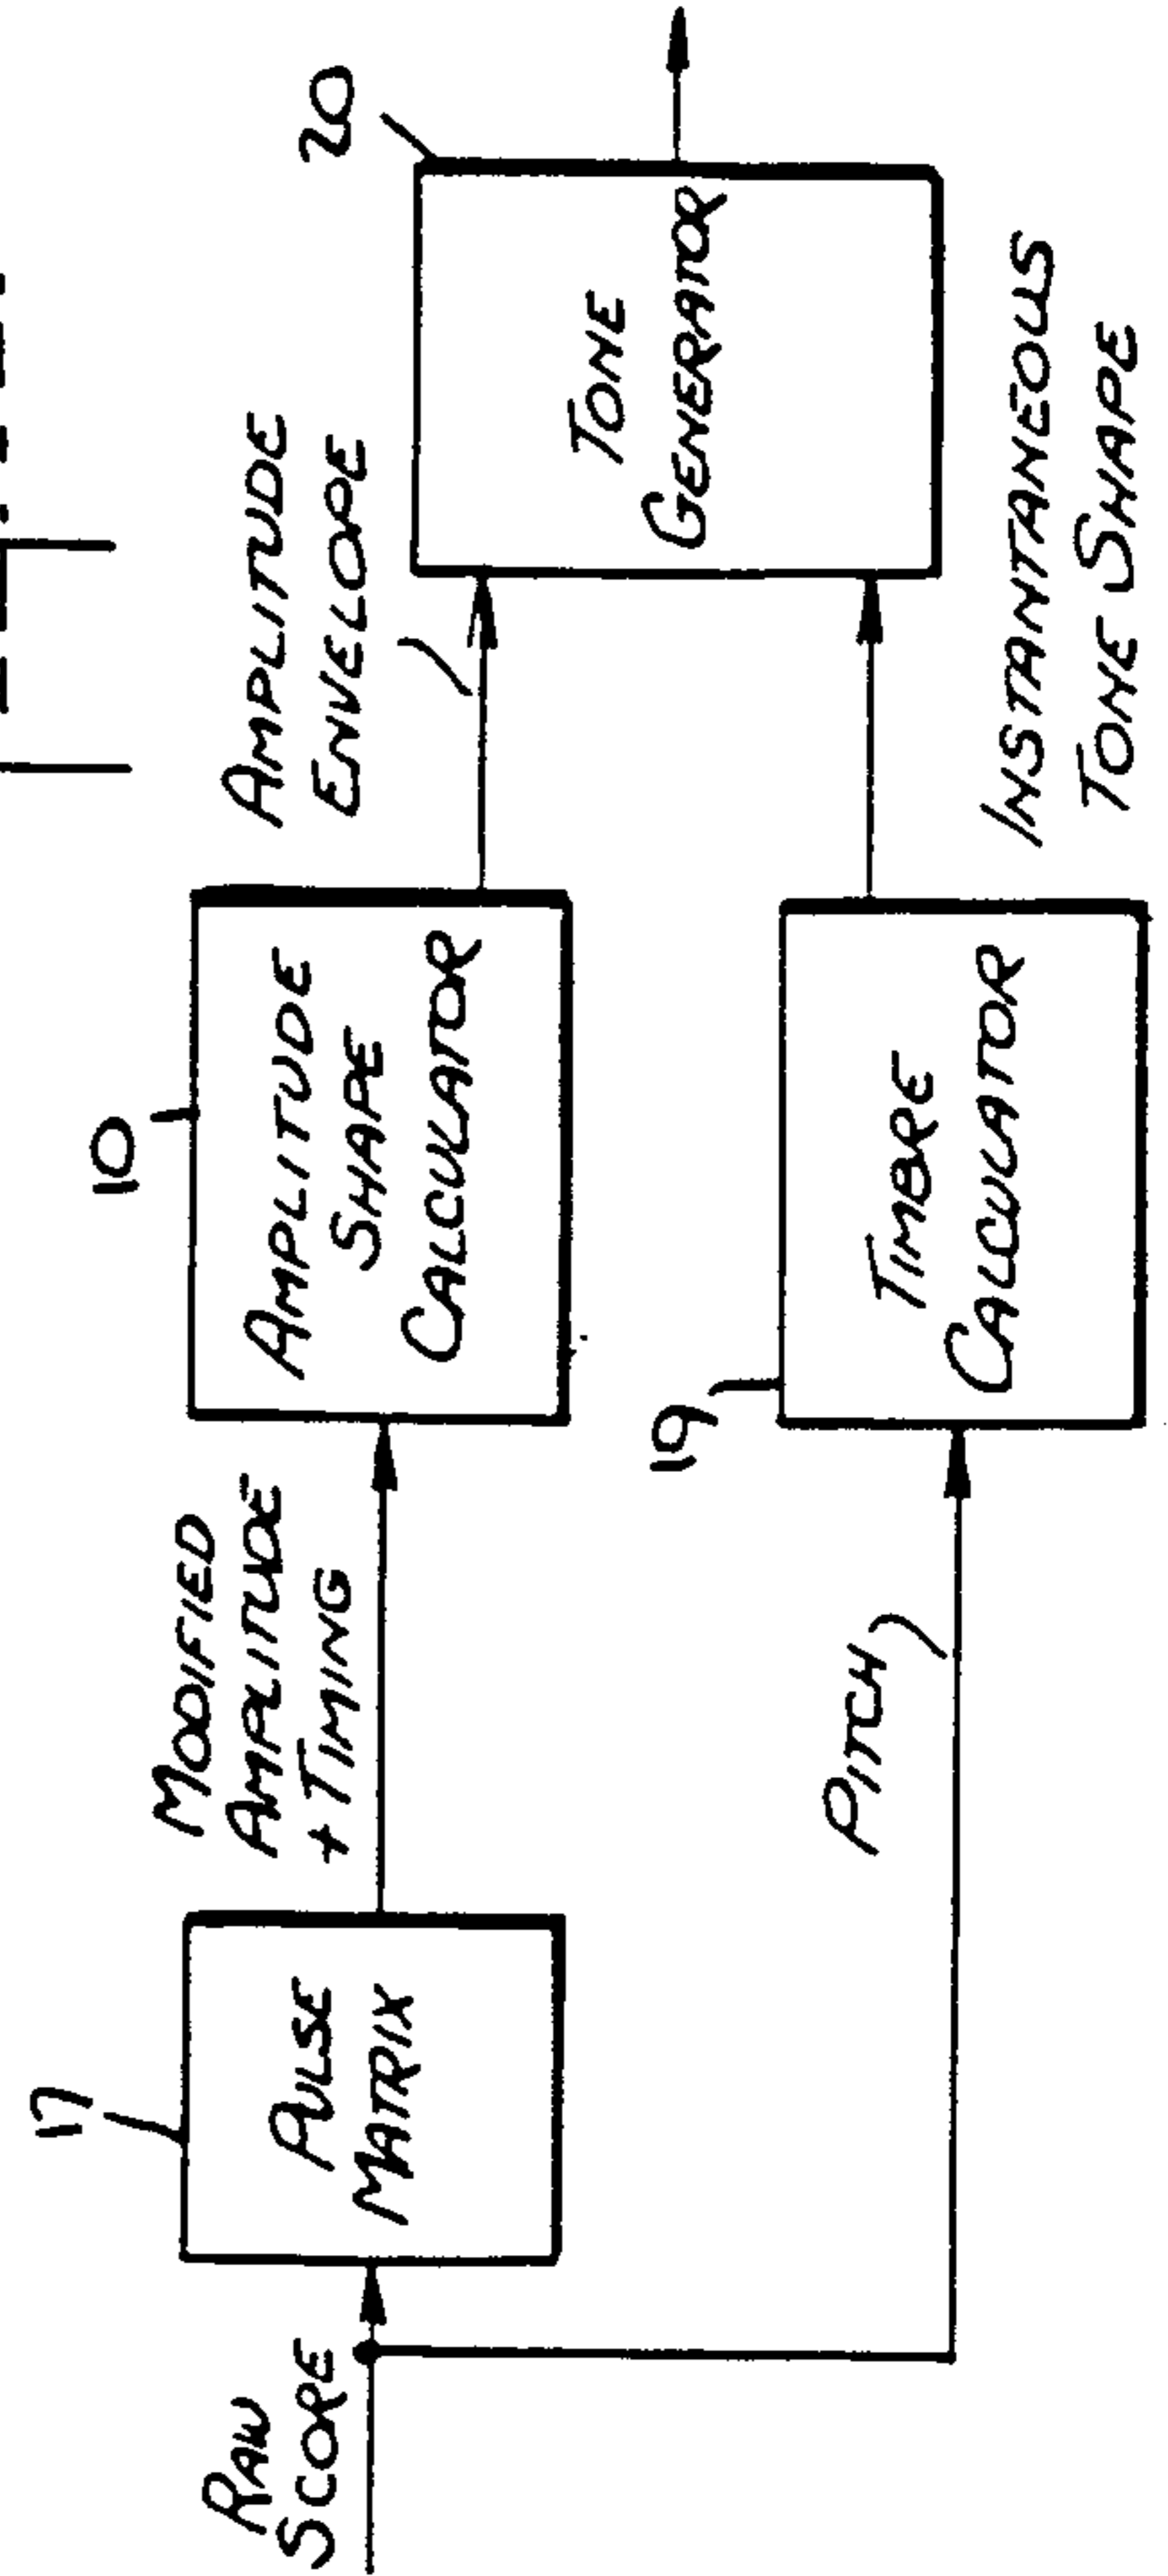 RAW
SCORE
17
PULSE
MATRIX
MODIFIED
AMPLITUDE
+ TIMING
10
AMPLITUDE
SHAPE
CALCULATOR
AMPLITUDE
ENVELOPE
20
TONE
GENERATOR
PITCH
19
TIMBRE
CALCULATOR
INSTANTANEOUS
TONE SHAPE